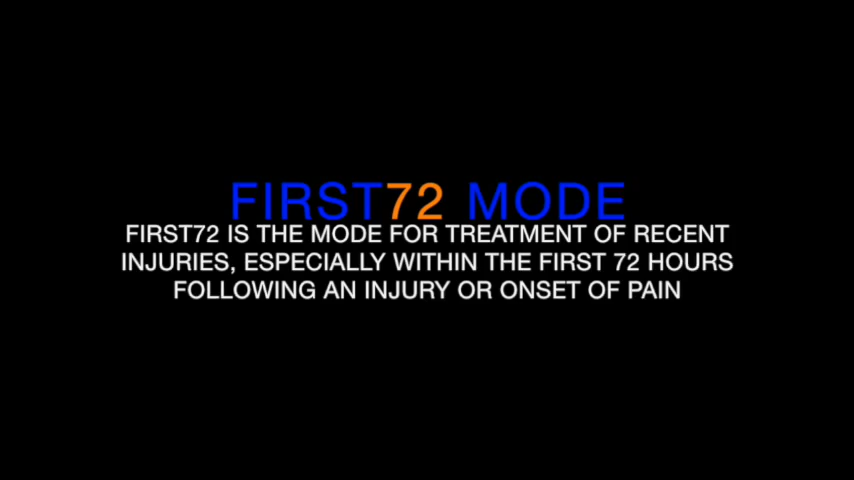 FIRST72 MODE
FIRST72 IS THE MODE FOR TREATMENT OF RECENT
INJURIES, ESPECIALLY WITHIN THE FIRST 72 HOURS
FOLLOWING AN INJURY OR ONSET OF PAIN